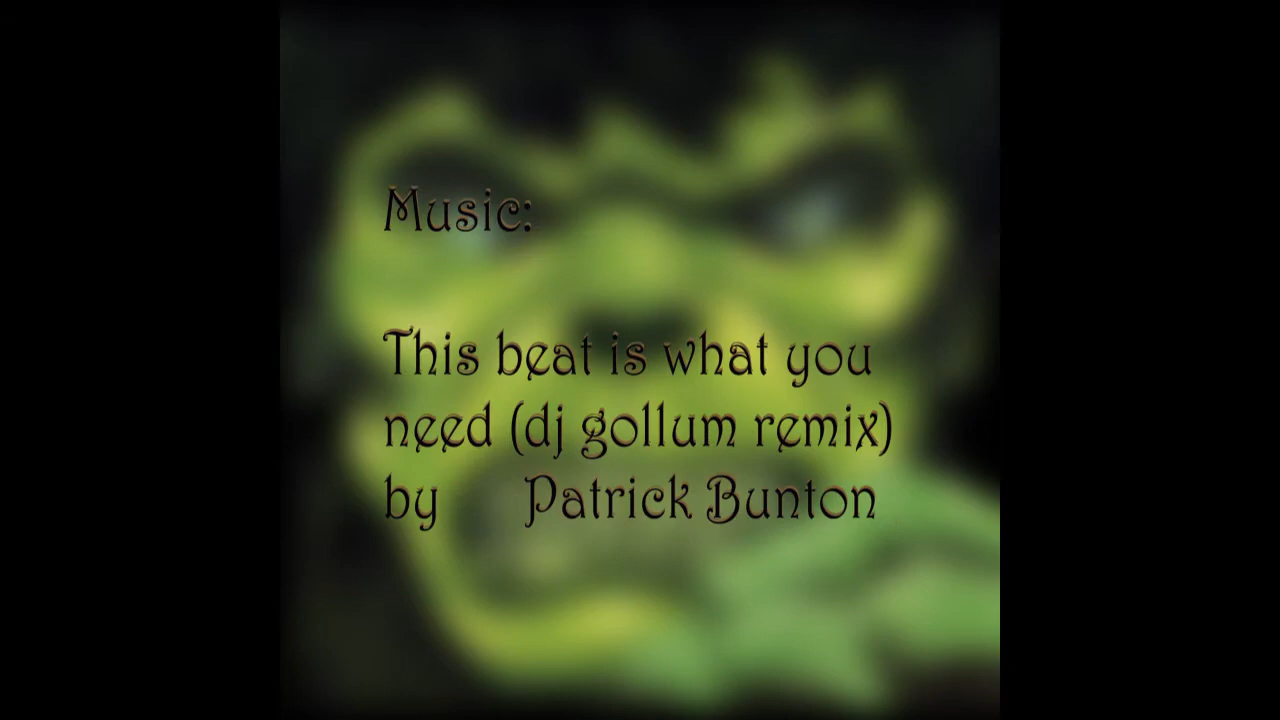 Music:
This beat is what you
need (dj gollum remix)
by Patrick Bunton